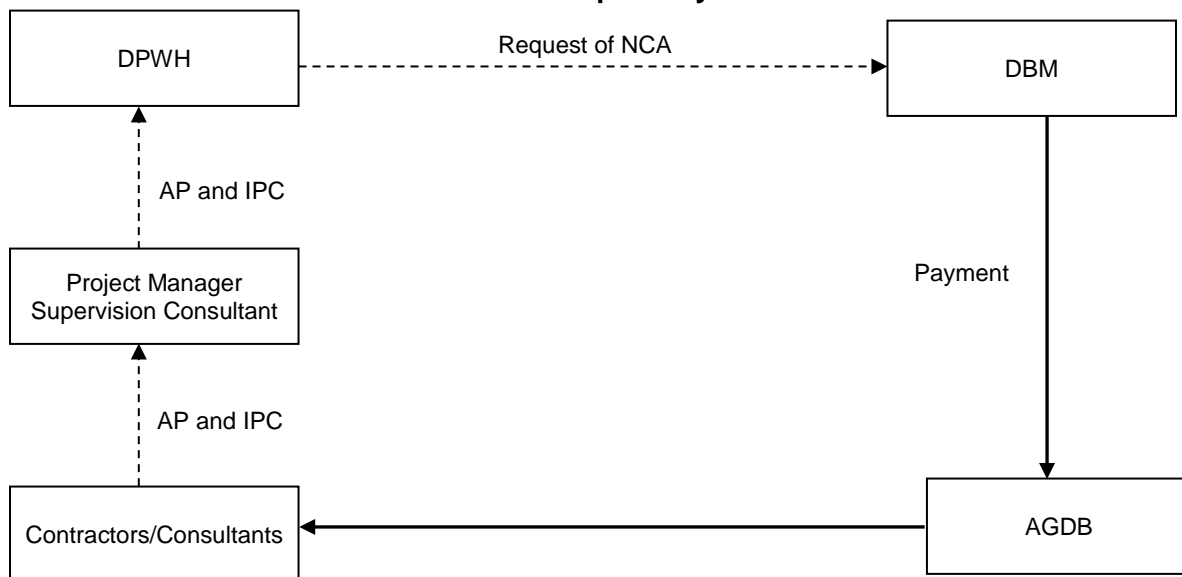 DPWH
Request of NCA
DBM
AP and IPC
Project Manager
Supervision Consultant
Payment
AP and IPC
Contractors/Consultants
AGDB